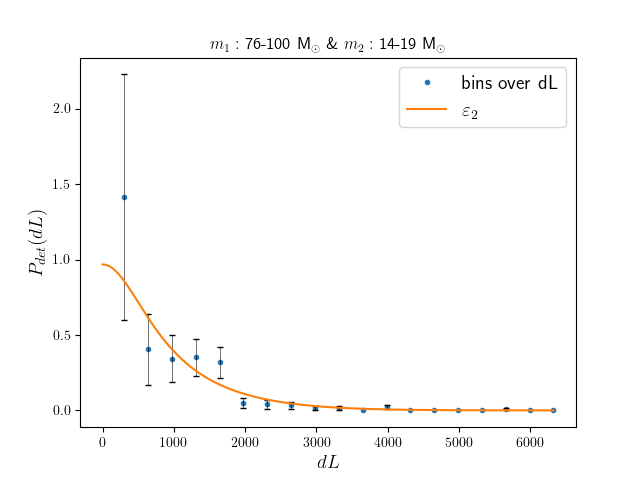 m₁ : 76-100 M⊙ & m₂ : 14-19 M⊙
bins over dL
ε₂
P_det(dL)
2.0
1.5
1.0
0.5
0.0
0 1000 2000 3000 4000 5000 6000
dL